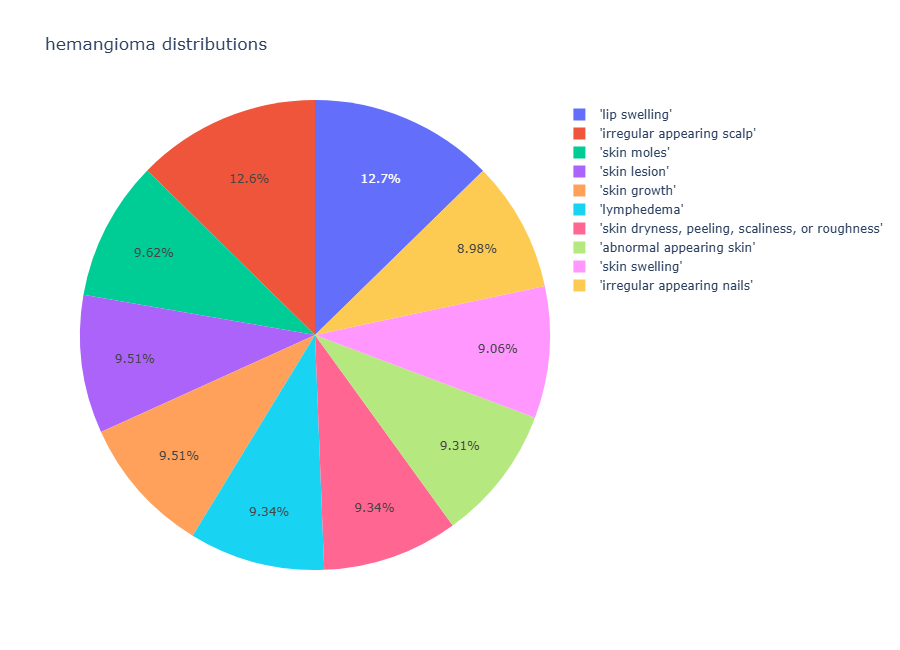 hemangioma distributions
12.6%
12.7%
9.62%
8.98%
9.51%
9.06%
9.51%
9.31%
9.34%
9.34%
'lip swelling'
'irregular appearing scalp'
'skin moles'
'skin lesion'
'skin growth'
'lymphedema'
'skin dryness, peeling, scaliness, or roughness'
'abnormal appearing skin'
'skin swelling'
'irregular appearing nails'